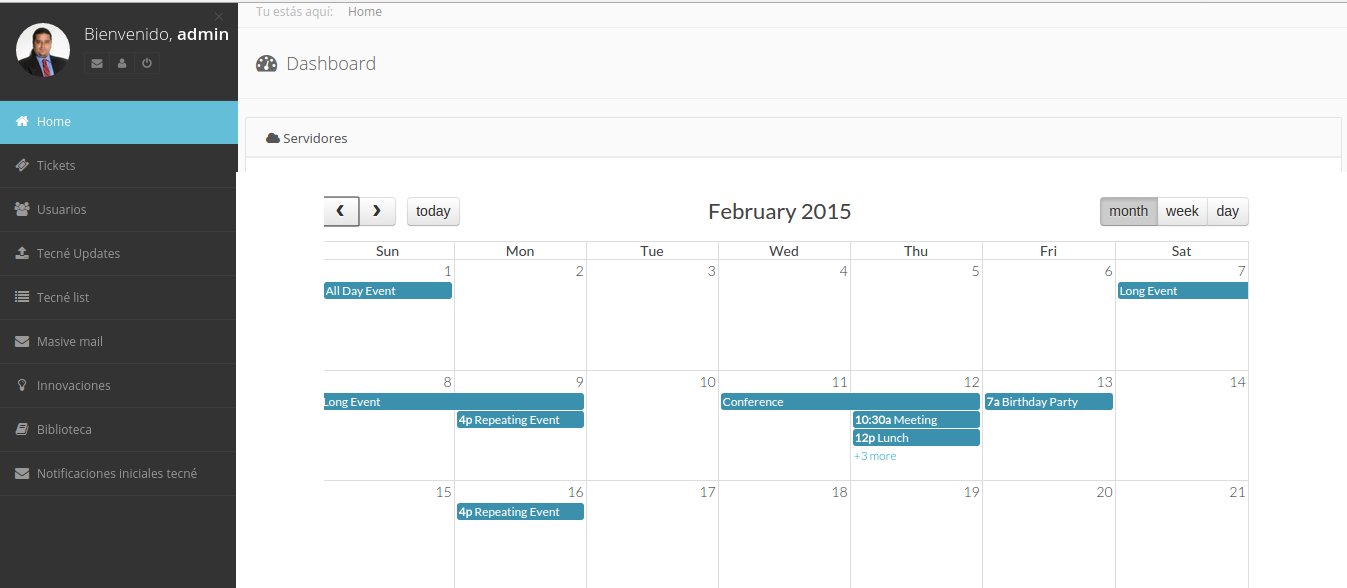 Bienvenido, admin
Home
Tickets
Usuarios
Tecné Updates
Tecné list
Masive mail
Innovaciones
Biblioteca
Notificaciones iniciales tecné
Tu estás aquí: Home
Dashboard
Servidores
today
February 2015
month week day
Sun Mon Tue Wed Thu Fri Sat
1 2 3 4 5 6 7
All Day Event Long Event
8 9 10 11 12 13 14
Long Event Conference 7a Birthday Party
4p Repeating Event 10:30a Meeting
12p Lunch
+3 more
15 16 17 18 19 20 21
4p Repeating Event